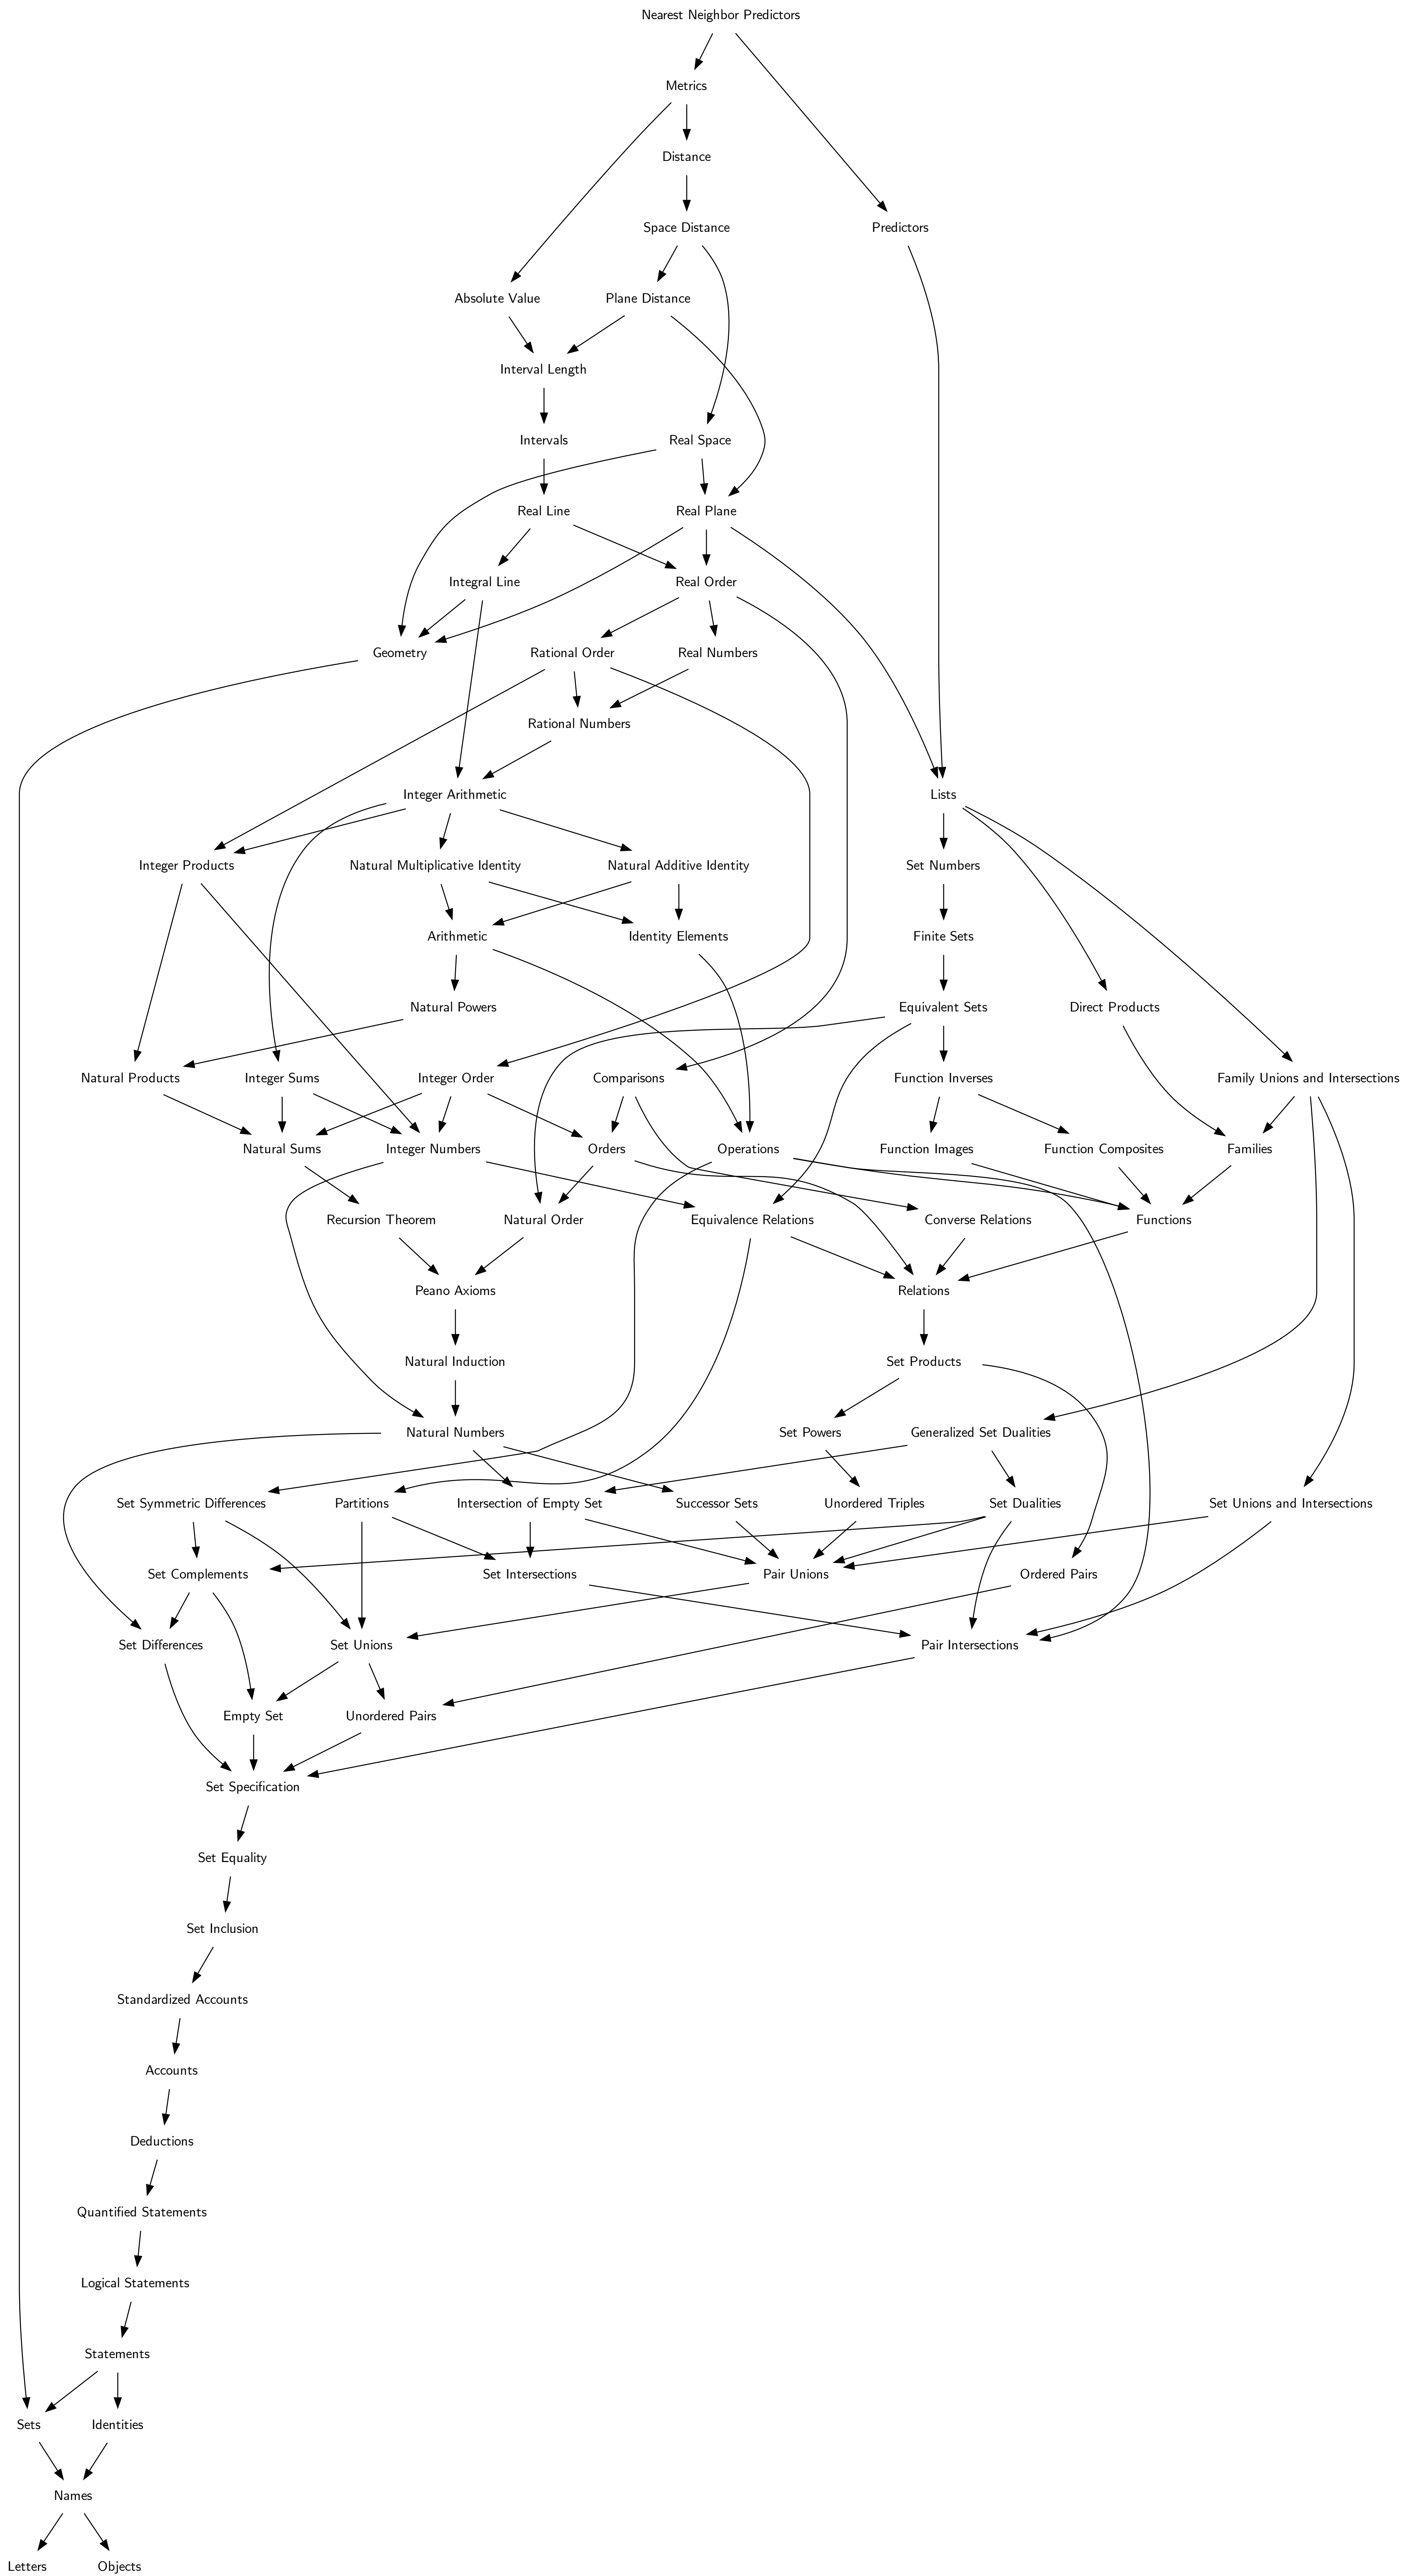 Nearest Neighbor Predictors
Metrics
Distance
Space Distance
Predictors
Absolute Value
Plane Distance
Interval Length
Intervals
Real Space
Real Line
Real Plane
Integral Line
Real Order
Geometry
Rational Order
Real Numbers
Rational Numbers
Integer Arithmetic
Lists
Integer Products
Natural Multiplicative Identity
Natural Additive Identity
Set Numbers
Arithmetic
Identity Elements
Finite Sets
Natural Powers
Equivalent Sets
Direct Products
Natural Products
Integer Sums
Integer Order
Comparisons
Function Inverses
Family Unions and Intersections
Natural Sums
Integer Numbers
Orders
Operations
Function Images
Function Composites
Families
Recursion Theorem
Natural Order
Equivalence Relations
Converse Relations
Functions
Peano Axioms
Relations
Natural Induction
Set Products
Natural Numbers
Set Powers
Generalized Set Dualities
Set Symmetric Differences
Partitions
Intersection of Empty Set
Successor Sets
Unordered Triples
Set Dualities
Set Unions and Intersections
Set Complements
Set Intersections
Pair Unions
Ordered Pairs
Set Differences
Set Unions
Pair Intersections
Empty Set
Unordered Pairs
Set Specification
Set Equality
Set Inclusion
Standardized Accounts
Accounts
Deductions
Quantified Statements
Logical Statements
Statements
Sets
Identities
Names
Letters
Objects